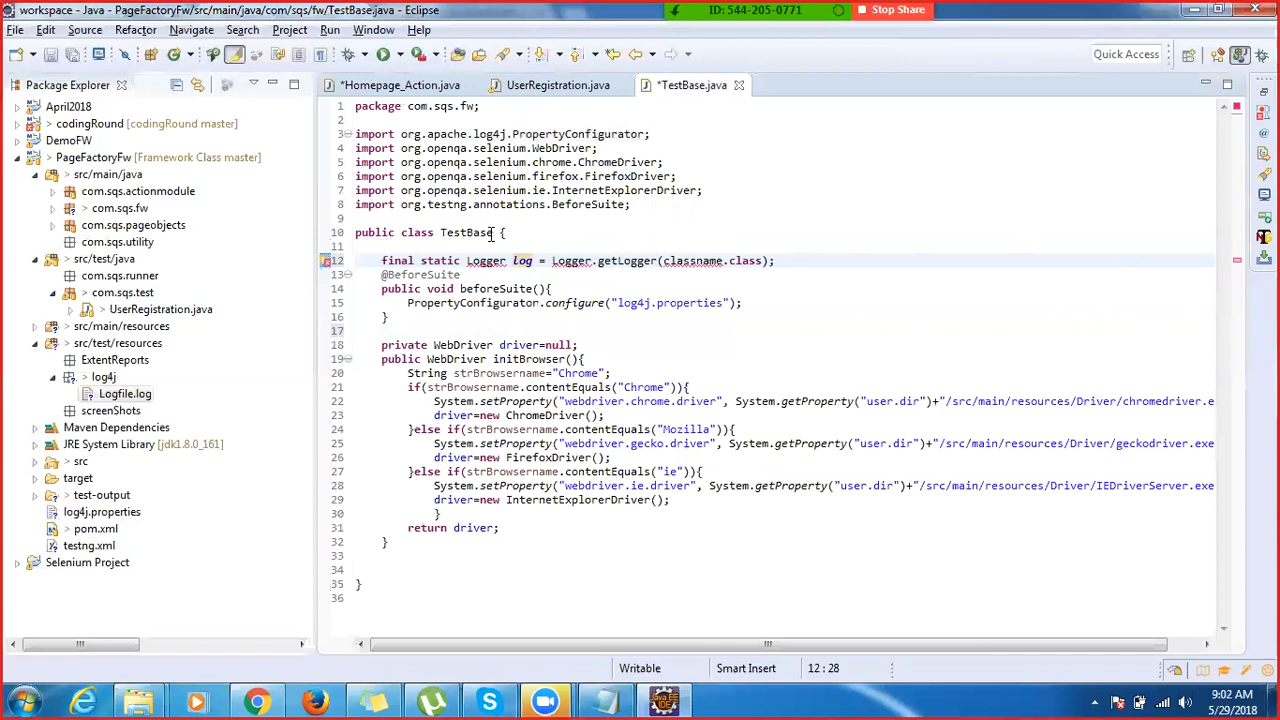 workspace - Java - PageFactoryFw/src/main/java/com/sqs/fw/TestBase.java - Eclipse
ID: 544-205-0771
Stop Share
File Edit Source Refactor Navigate Search Project Run Window Help
Quick Access
Package Explorer
*Homepage_Action.java
UserRegistration.java
*TestBase.java
April2018
> codingRound [codingRound master]
DemoFW
> PageFactoryFw [Framework Class master]
> src/main/java
com.sqs.actionmodule
> com.sqs.fw
com.sqs.pageobjects
com.sqs.utility
> src/test/java
com.sqs.runner
> com.sqs.test
> UserRegistration.java
> src/main/resources
> src/test/resources
ExtentReports
> log4j
Logfile.log
screenShots
Maven Dependencies
JRE System Library [jdk1.8.0_161]
> src
target
> test-output
log4j.properties
> pom.xml
testng.xml
Selenium Project
1 package com.sqs.fw;
2
3 import org.apache.log4j.PropertyConfigurator;
4 import org.openqa.selenium.WebDriver;
5 import org.openqa.selenium.chrome.ChromeDriver;
6 import org.openqa.selenium.firefox.FirefoxDriver;
7 import org.openqa.selenium.ie.InternetExplorerDriver;
8 import org.testng.annotations.BeforeSuite;
9
10 public class TestBase {
11
12 final static Logger log = Logger.getLogger(classname.class);
13 @BeforeSuite
14 public void beforeSuite(){
15 PropertyConfigurator.configure("log4j.properties");
16 }
17
18 private WebDriver driver=null;
19 public WebDriver initBrowser(){
20 String strBrowsername="Chrome";
21 if(strBrowsername.contentEquals("Chrome")){
22 System.setProperty("webdriver.chrome.driver", System.getProperty("user.dir")+"/src/main/resources/Driver/chromedriver.e
23 driver=new ChromeDriver();
24 }else if(strBrowsername.contentEquals("Mozilla")){
25 System.setProperty("webdriver.gecko.driver", System.getProperty("user.dir")+"/src/main/resources/Driver/geckodriver.exe
26 driver=new FirefoxDriver();
27 }else if(strBrowsername.contentEquals("ie")){
28 System.setProperty("webdriver.ie.driver", System.getProperty("user.dir")+"/src/main/resources/Driver/IEDriverServer.exe
29 driver=new InternetExplorerDriver();
30 }
31 return driver;
32 }
33
34
35 }
36
Writable
Smart Insert
12 : 28
9:02 AM
5/29/2018